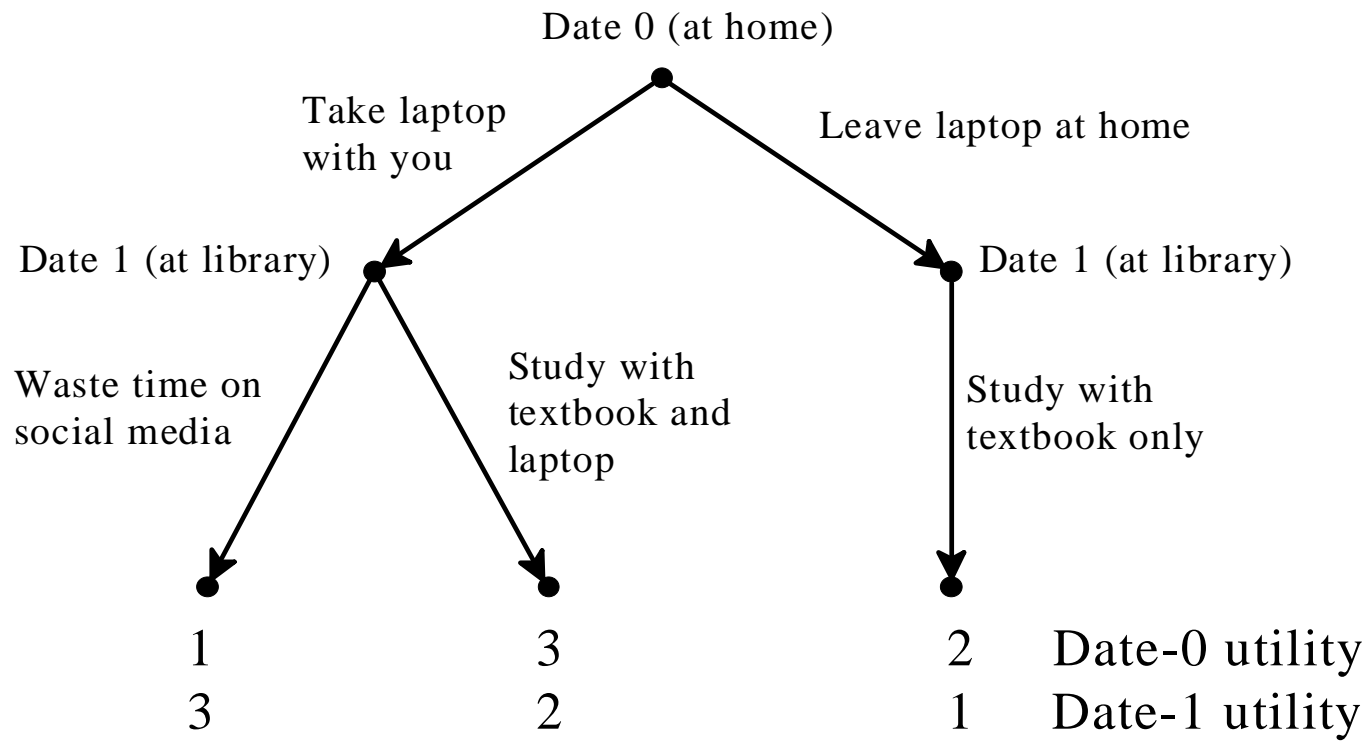 Date 0 (at home)
Take laptop
with you
Leave laptop at home
Date 1 (at library)
Date 1 (at library)
Waste time on
social media
Study with
textbook and
laptop
Study with
textbook only
1 3 2 Date-0 utility
3 2 1 Date-1 utility